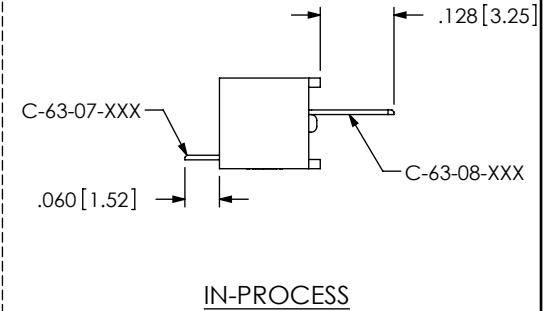 .128 [3.25]
C-63-07-XXX
C-63-08-XXX
.060 [1.52]
IN-PROCESS